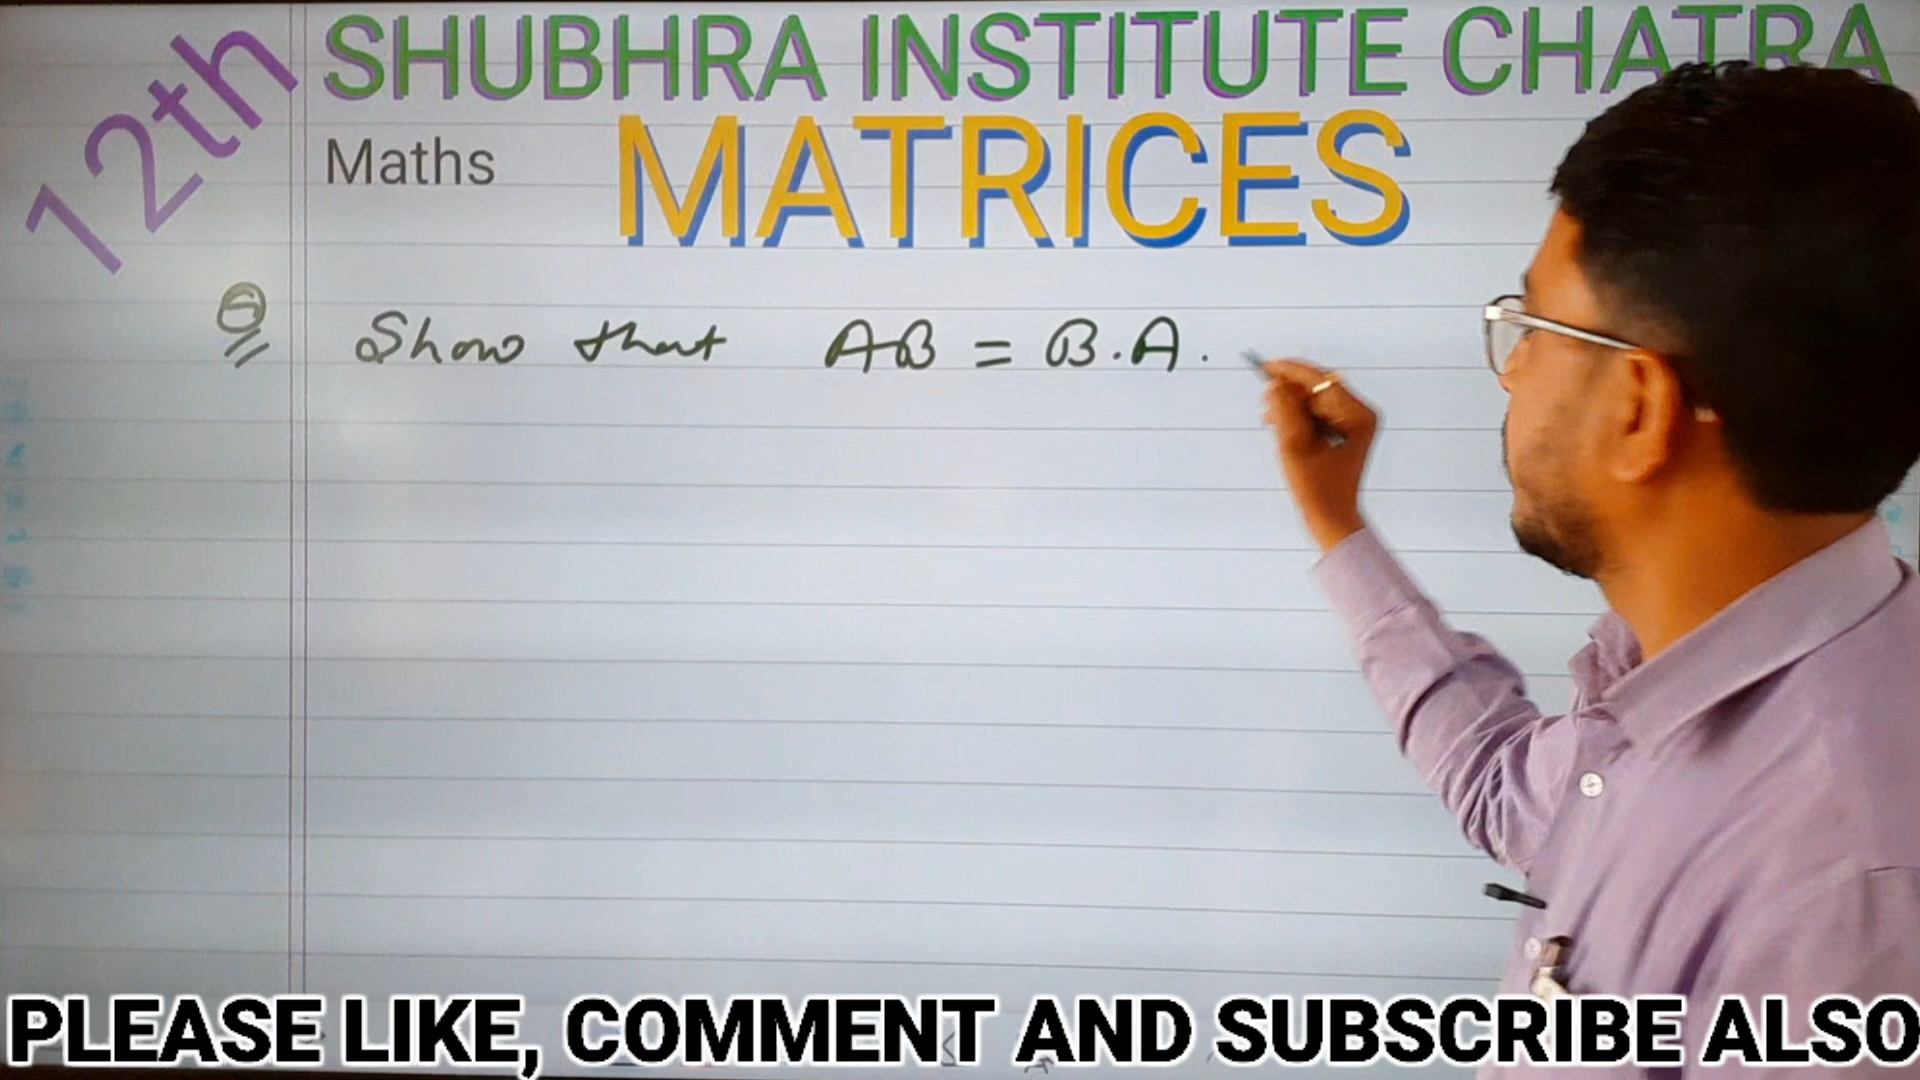 12th
SHUBHRA INSTITUTE CHATRA
Maths
MATRICES
Q Show that AB = B.A.
PLEASE LIKE, COMMENT AND SUBSCRIBE ALSO